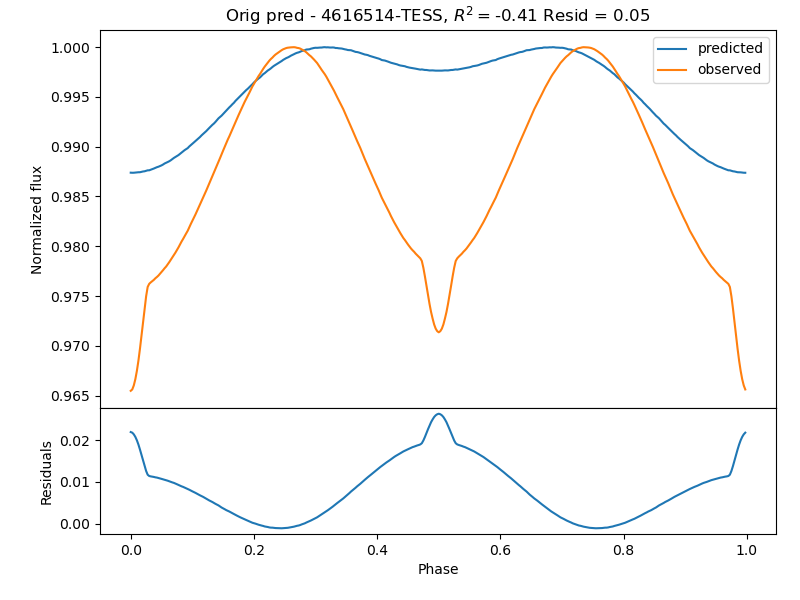 Orig pred - 4616514-TESS, R² = -0.41 Resid = 0.05
predicted
observed
1.000
0.995
0.990
0.985
0.980
0.975
0.970
0.965
Normalized flux
0.02
0.01
0.00
Residuals
0.0 0.2 0.4 0.6 0.8 1.0
Phase